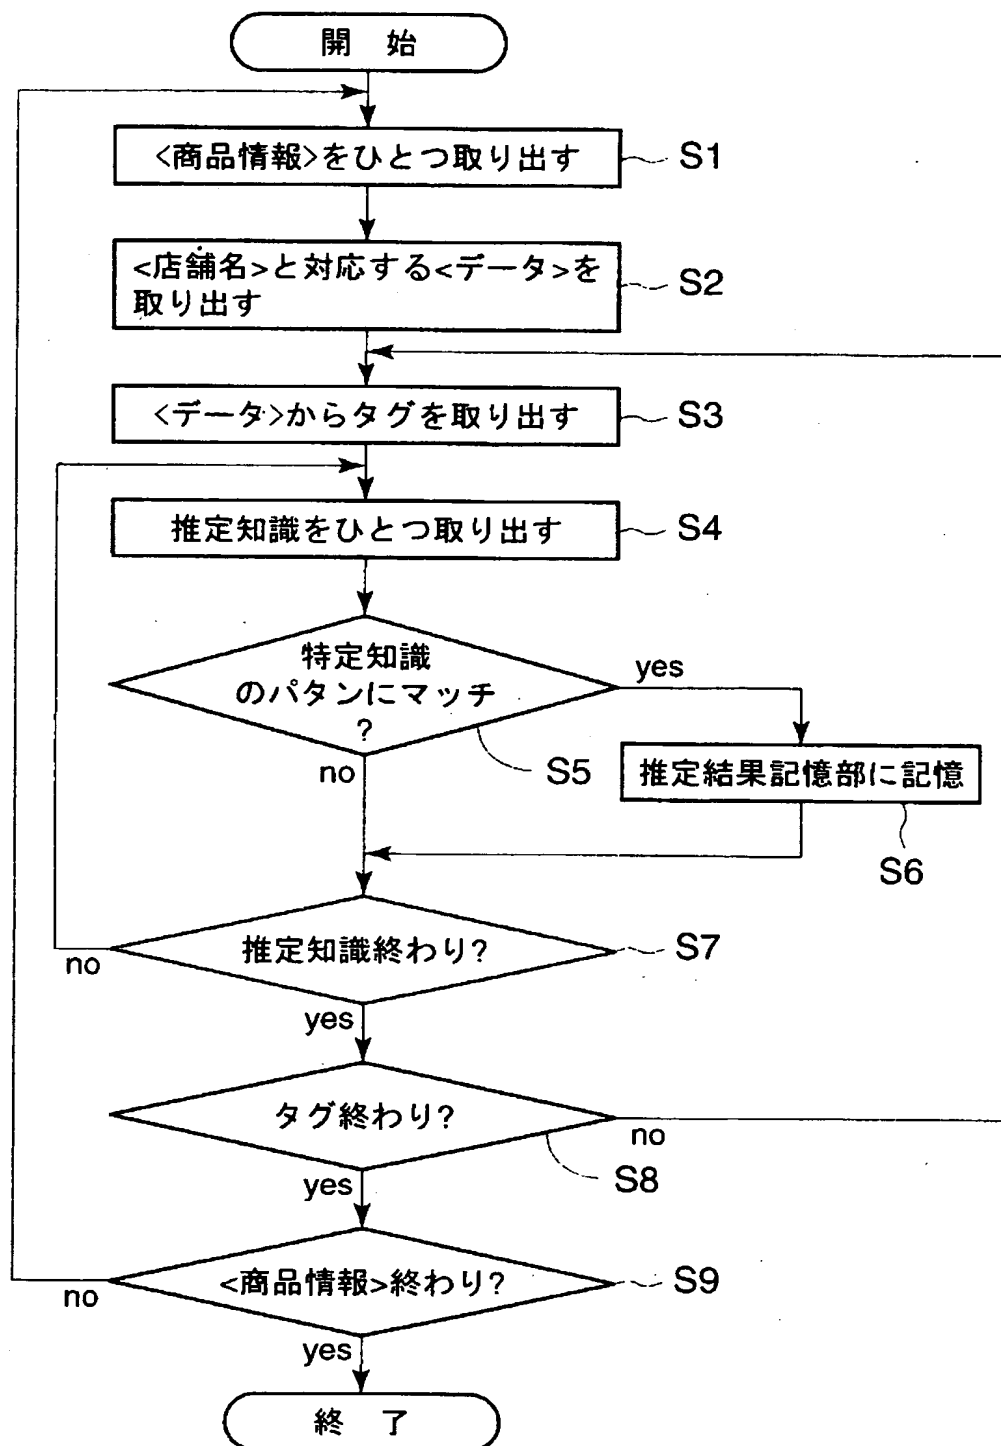 開 始
<商品情報>をひとつ取り出す
S1
<店舗名>と対応する<データ>を
取り出す
S2
<データ>からタグを取り出す
S3
推定知識をひとつ取り出す
S4
特定知識
のパタンにマッチ
?
yes
no
S5
推定結果記憶部に記憶
S6
推定知識終わり?
S7
no
yes
タグ終わり?
no
S8
yes
<商品情報>終わり?
S9
no
yes
終 了